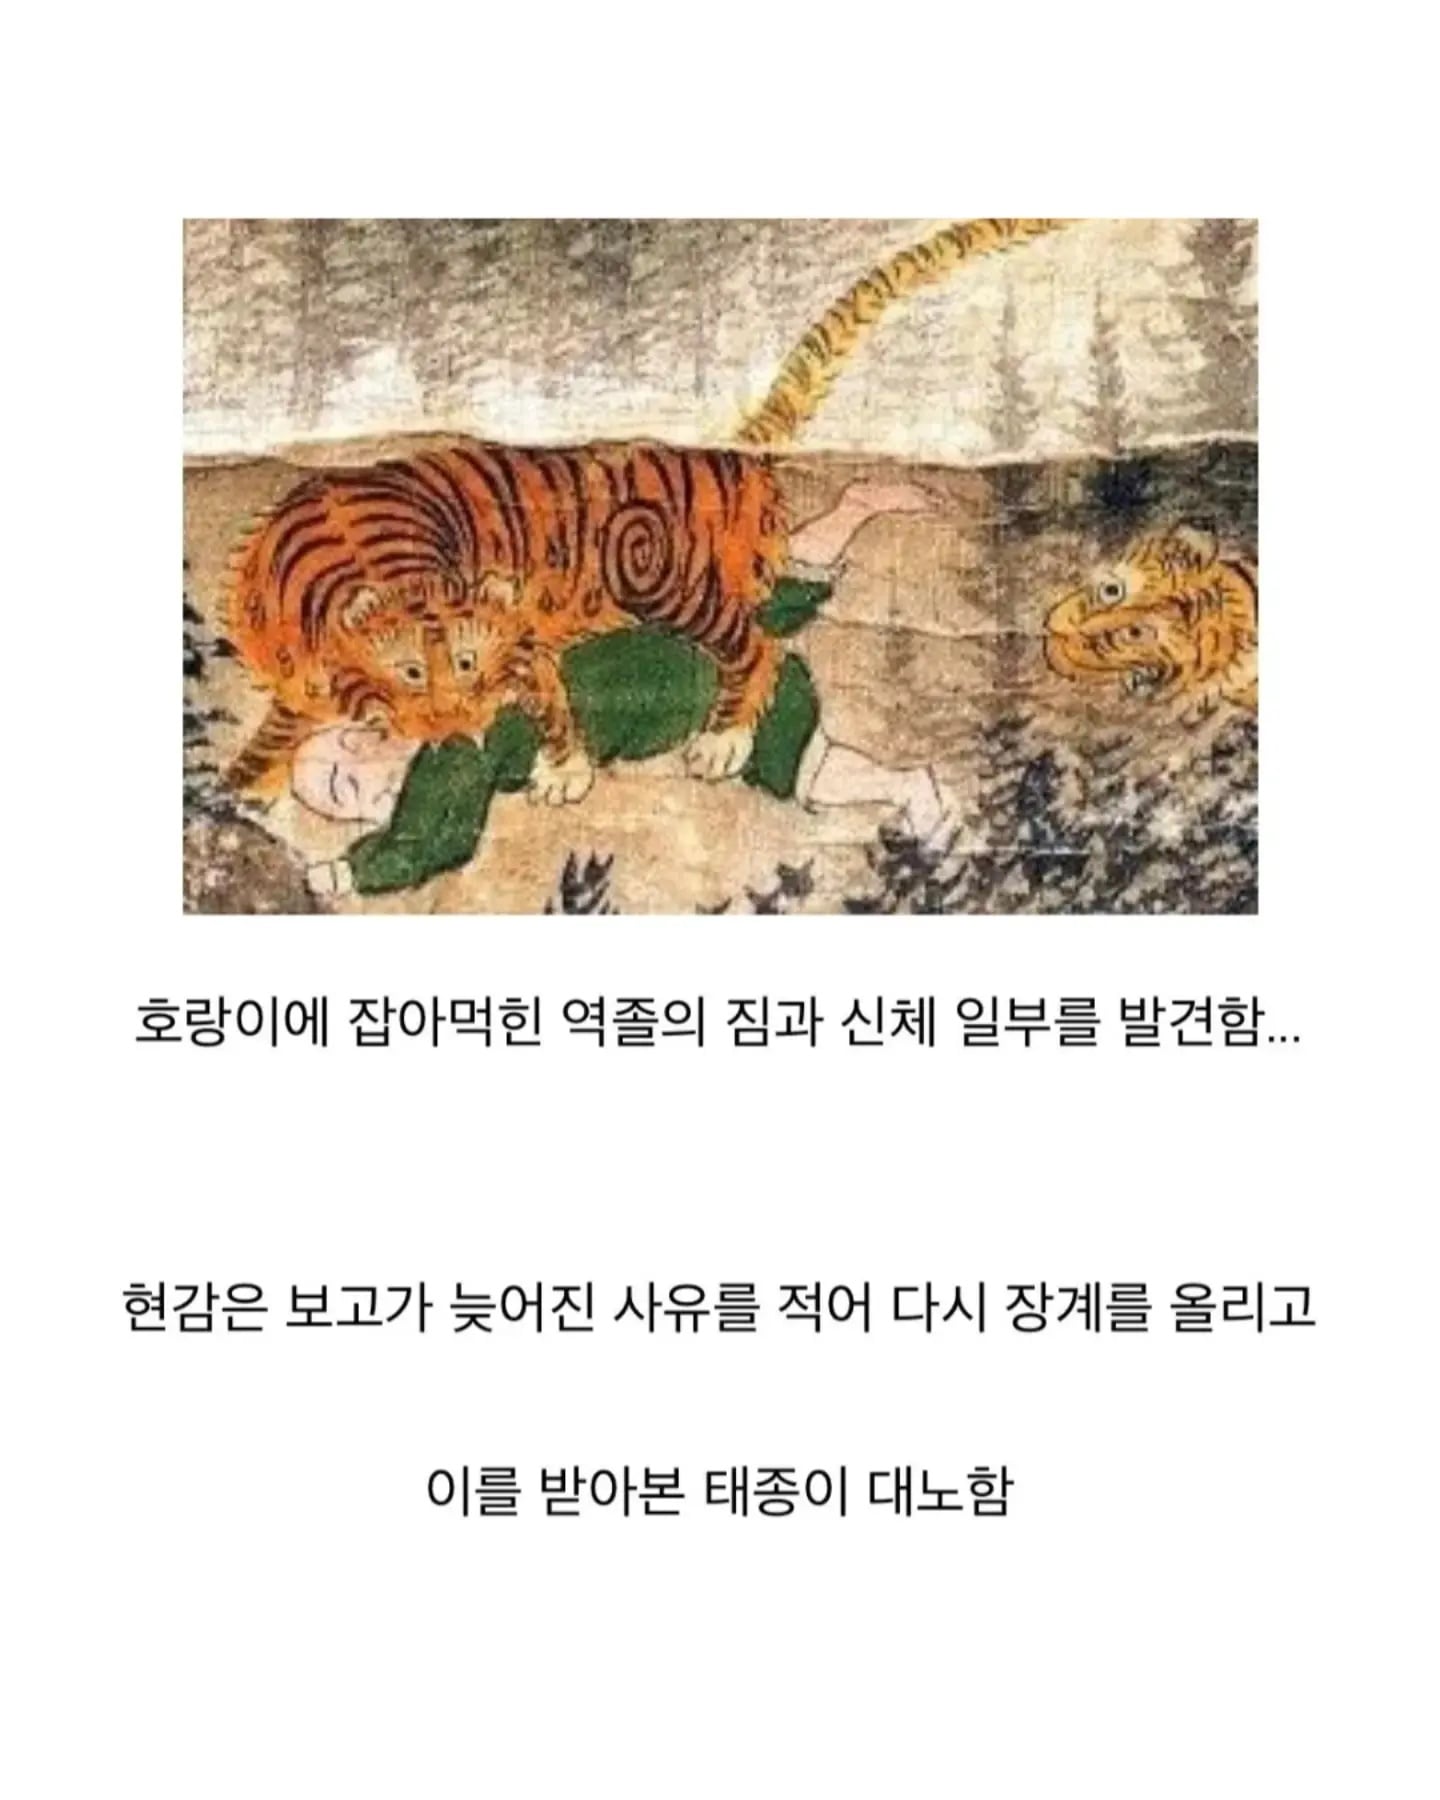 호랑이에 잡아먹힌 역졸의 짐과 신체 일부를 발견함...
현감은 보고가 늦어진 사유를 적어 다시 장계를 올리고
이를 받아본 태종이 대노함